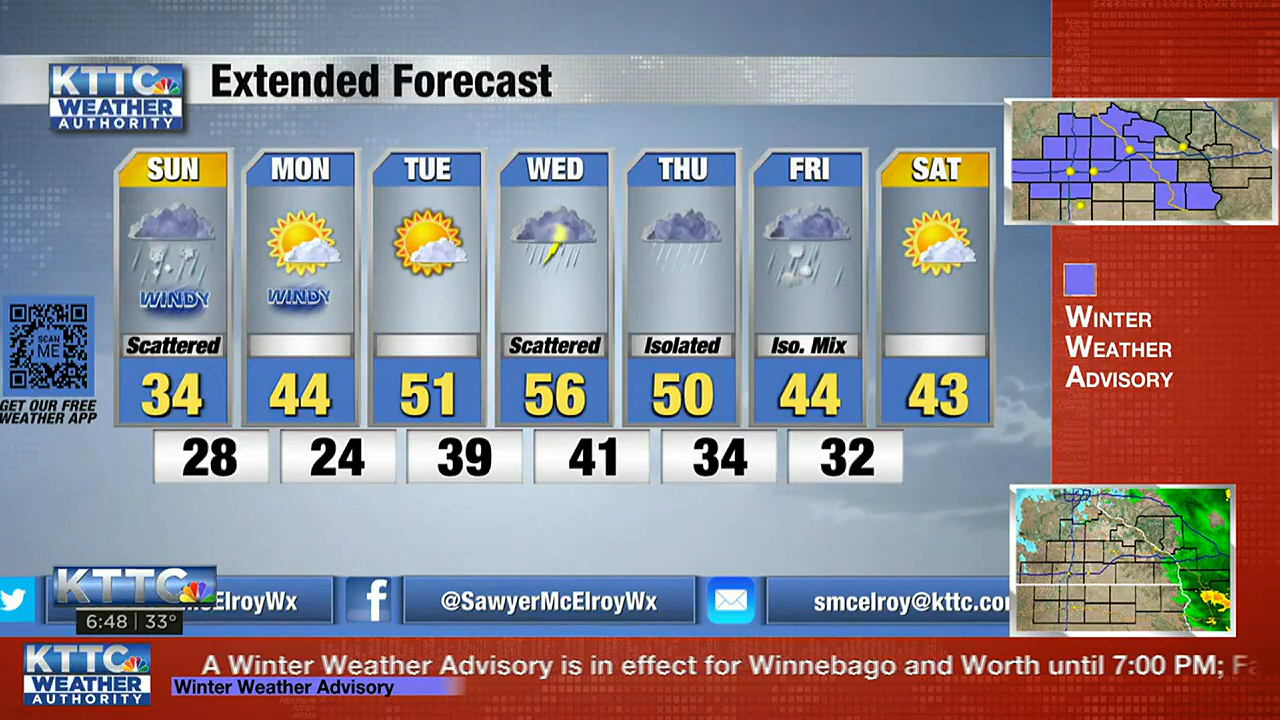 KTTC
WEATHER
AUTHORITY
Extended Forecast
SUN MON TUE WED THU FRI SAT
WINDY WINDY
Scattered Scattered Isolated Iso. Mix
34 44 51 56 50 44 43
28 24 39 41 34 32
SCAN
ME
GET OUR FREE
WEATHER APP
WINTER
WEATHER
ADVISORY
KTTC
6:48 33°
McElroyWx @SawyerMcElroyWx smcelroy@kttc.com
KTTC
WEATHER
AUTHORITY
A Winter Weather Advisory is in effect for Winnebago and Worth until 7:00 PM; Fa
Winter Weather Advisory